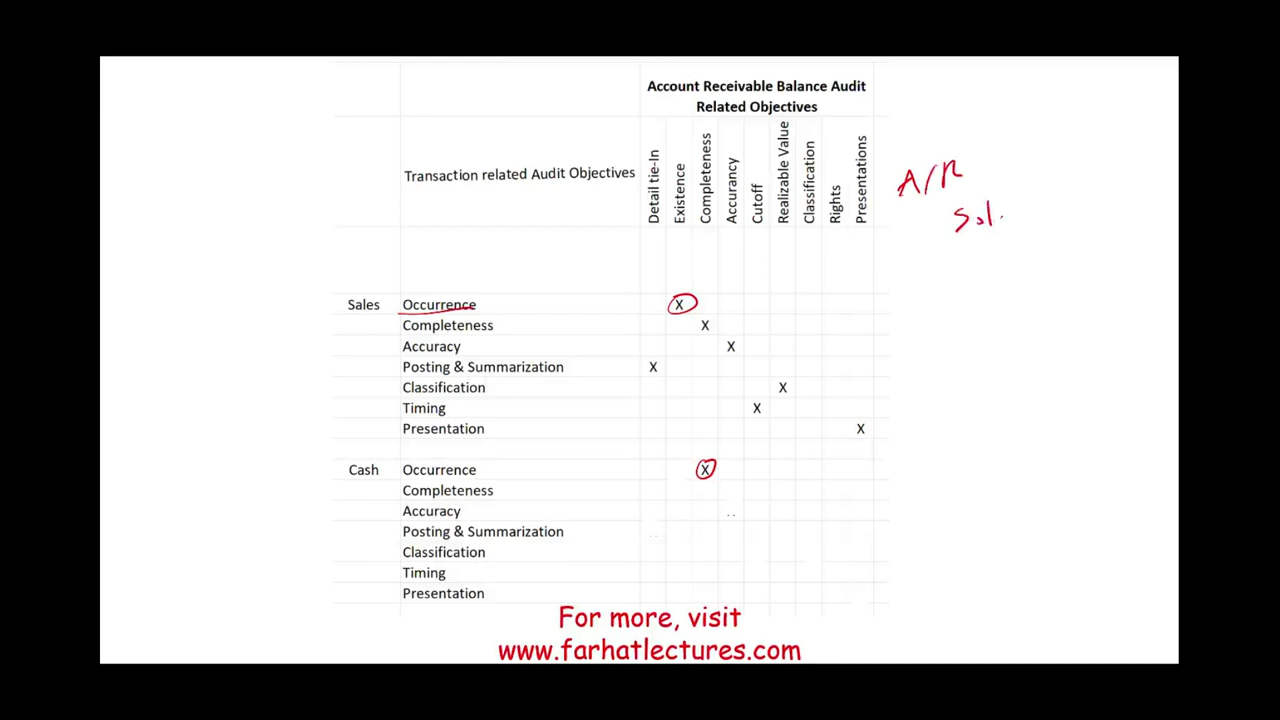 Account Receivable Balance Audit
Related Objectives
Transaction related Audit Objectives
Detail tie-In
Existence
Completeness
Accurancy
Cutoff
Realizable Value
Classification
Rights
Presentations
A/R
Sal
Sales Occurrence X
Completeness X
Accuracy X
Posting & Summarization X
Classification X
Timing X
Presentation X
Cash Occurrence X
Completeness
Accuracy
Posting & Summarization
Classification
Timing
Presentation
For more, visit
www.farhatlectures.com